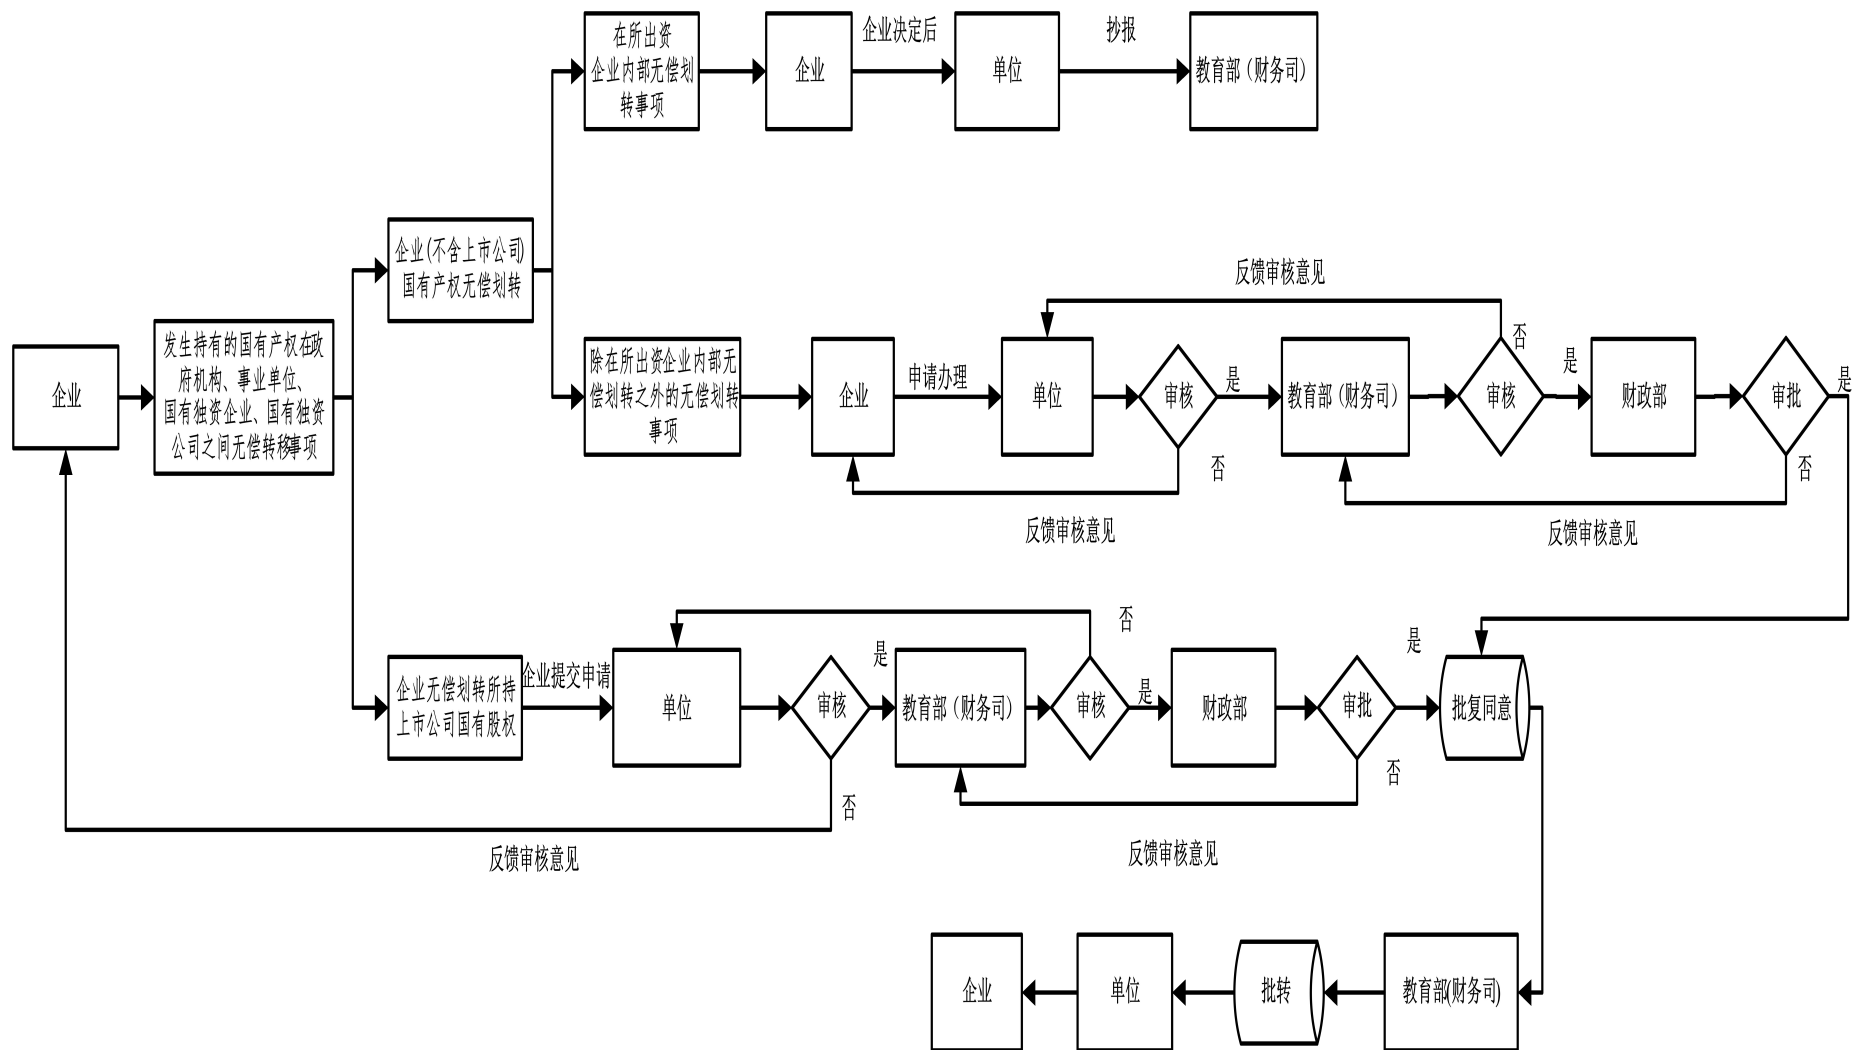 在所出资
企业内部无偿划
转事项
企业
企业决定后
单位
抄报
教育部（财务司）
企业(不含上市公司)
国有产权无偿划转
企业
发生持有的国有产权在政
府机构、事业单位、
国有独资企业、国有独资
公司之间无偿转移事项
除在所出资企业内部无
偿划转之外的无偿划转
事项
企业
申请办理
单位
审核
是
否
反馈审核意见
教育部（财务司）
反馈审核意见
审核
否
是
财政部
审批
是
否
反馈审核意见
企业无偿划转所持
上市公司国有股权
企业提交申请
单位
审核
是
否
反馈审核意见
教育部（财务司）
审核
否
是
财政部
审批
是
否
反馈审核意见
批复同意
企业
单位
批转
教育部(财务司)